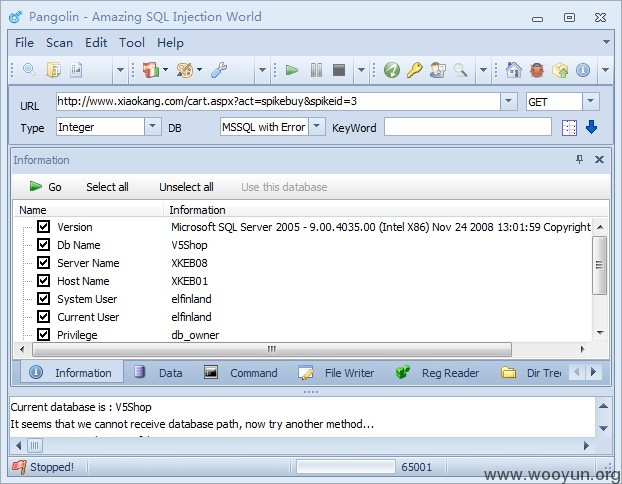 Pangolin - Amazing SQL Injection World
File Scan Edit Tool Help
URL http://www.xiaokang.com/cart.aspx?act=spikebuy&spikeid=3 GET
Type Integer DB MSSQL with Error KeyWord
Information
Go Select all Unselect all Use this database
Name Information
Version Microsoft SQL Server 2005 - 9.00.4035.00 (Intel X86) Nov 24 2008 13:01:59 Copyright
Db Name V5Shop
Server Name XKEB08
Host Name XKEB01
System User elfinland
Current User elfinland
Privilege db_owner
Information Data Command File Writer Reg Reader Dir Tree
Current database is : V5Shop
It seems that we cannot receive database path, now try another method...
Stopped! 65001
www.wooyun.org